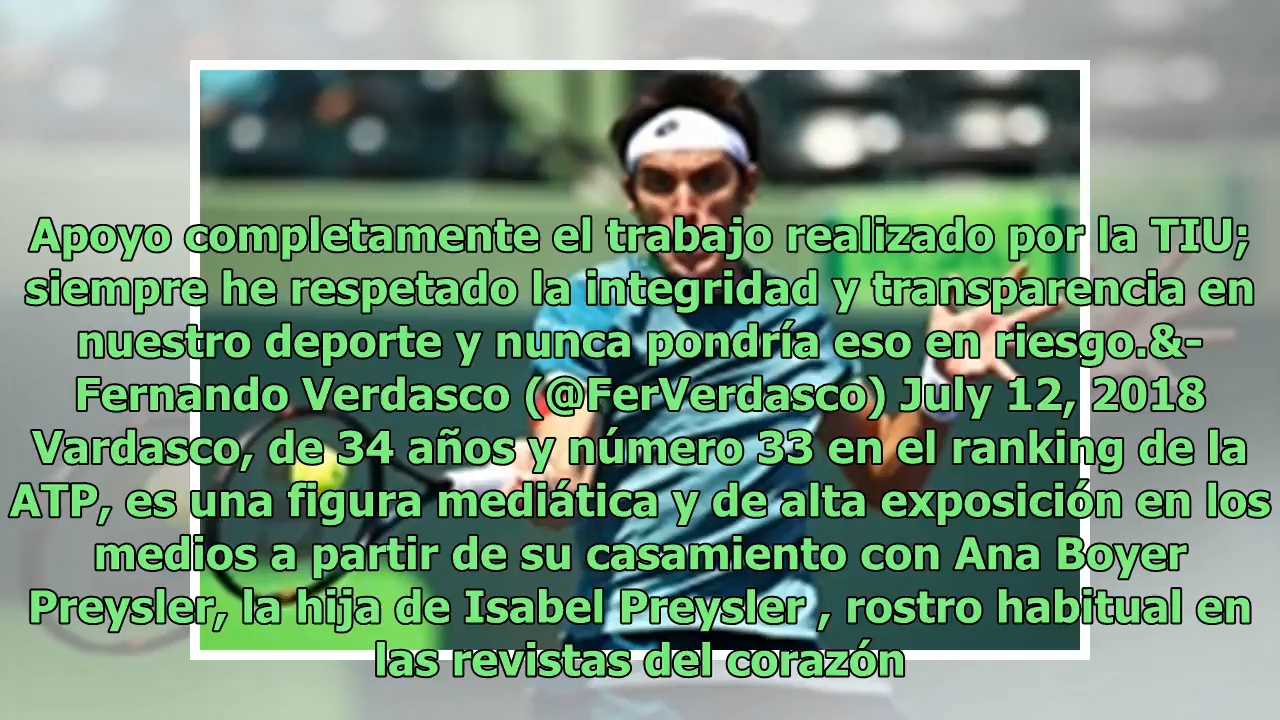 Apoyo completamente el trabajo realizado por la TIU;
siempre he respetado la integridad y transparencia en
nuestro deporte y nunca pondría eso en riesgo.&-
Fernando Verdasco (@FerVerdasco) July 12, 2018
Vardasco, de 34 años y número 33 en el ranking de la
ATP, es una figura mediática y de alta exposición en los
medios a partir de su casamiento con Ana Boyer
Preysler, la hija de Isabel Preysler , rostro habitual en
las revistas del corazón